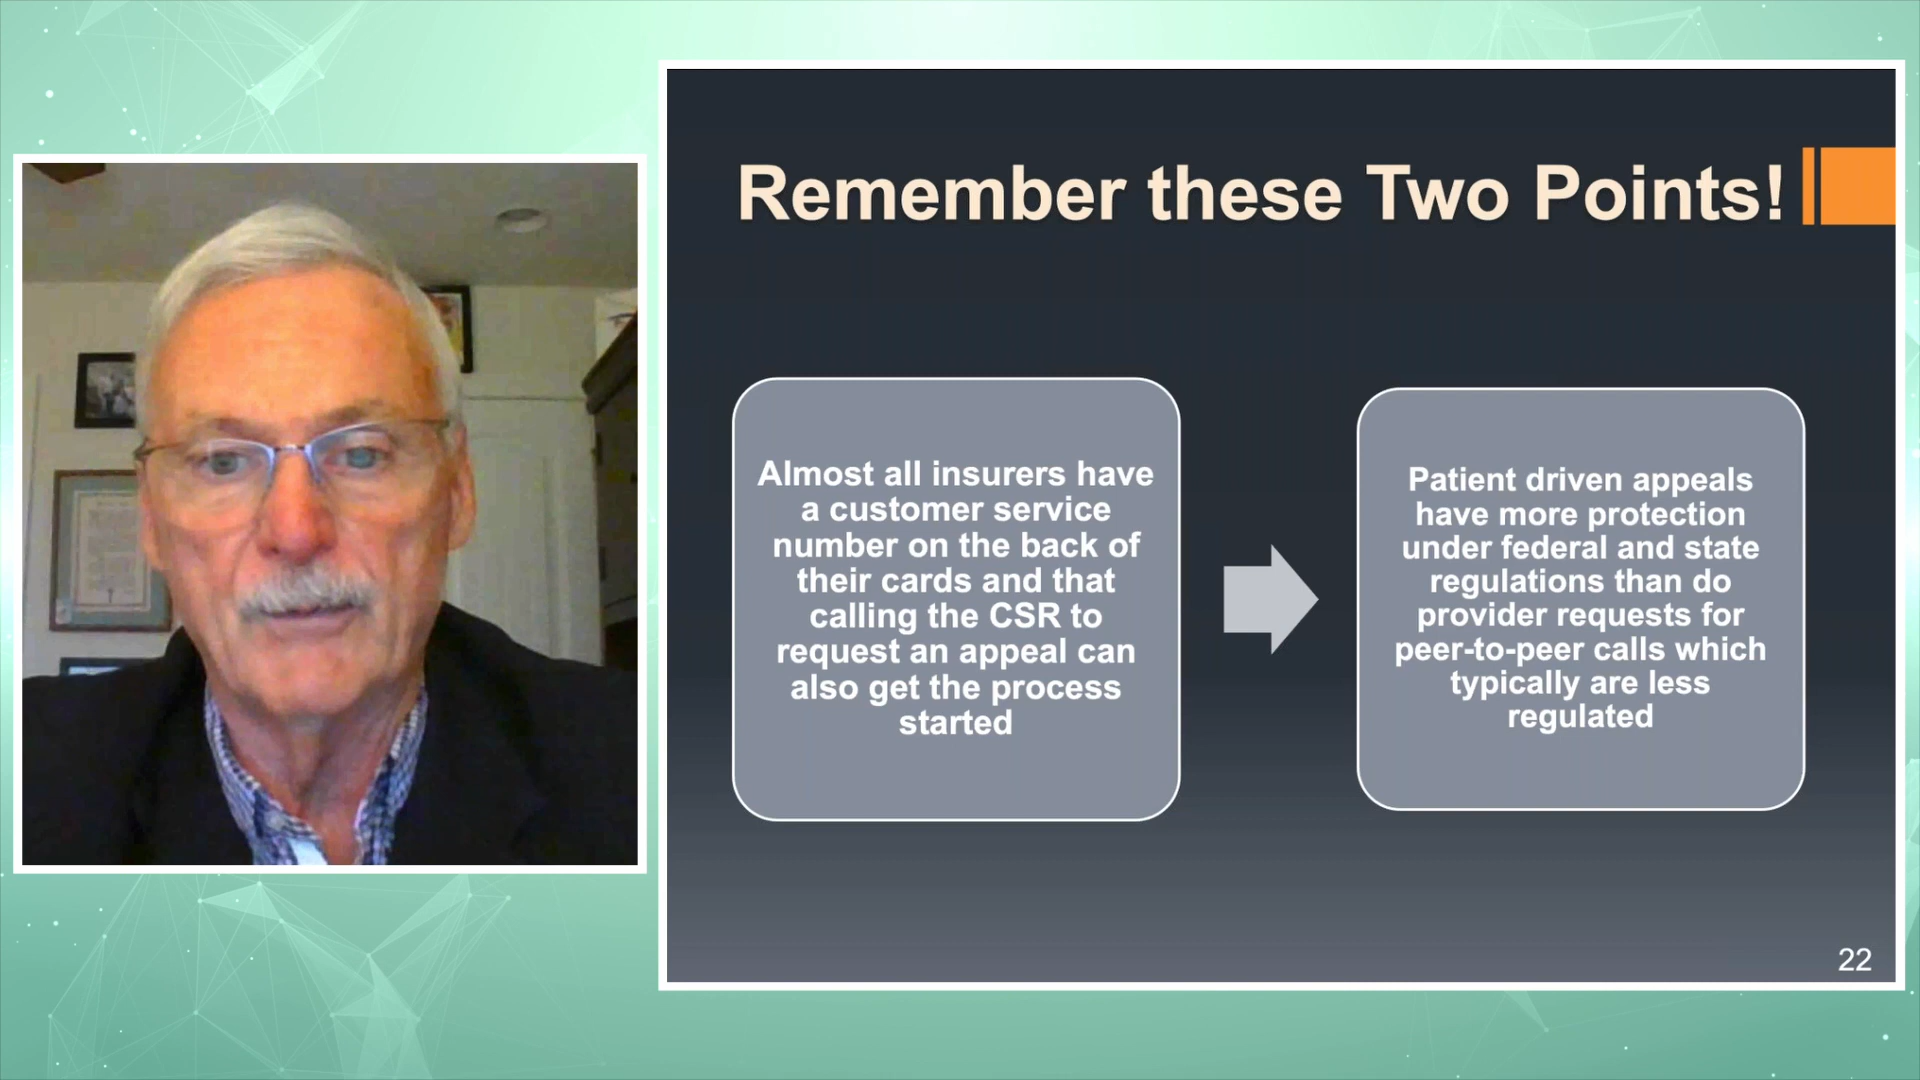 Remember these Two Points!
Almost all insurers have
a customer service
number on the back of
their cards and that
calling the CSR to
request an appeal can
also get the process
started
Patient driven appeals
have more protection
under federal and state
regulations than do
provider requests for
peer-to-peer calls which
typically are less
regulated
22